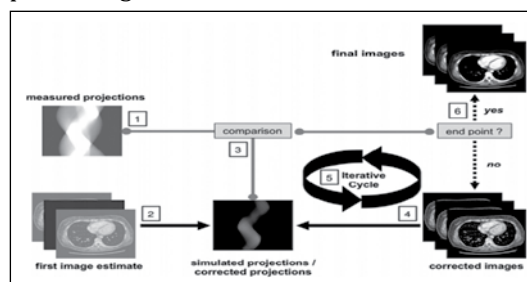 final images
measured projections
1
6
yes
comparison
end point ?
3
no
5
Iterative
Cycle
2
4
first image estimate
simulated projections /
corrected projections
corrected images